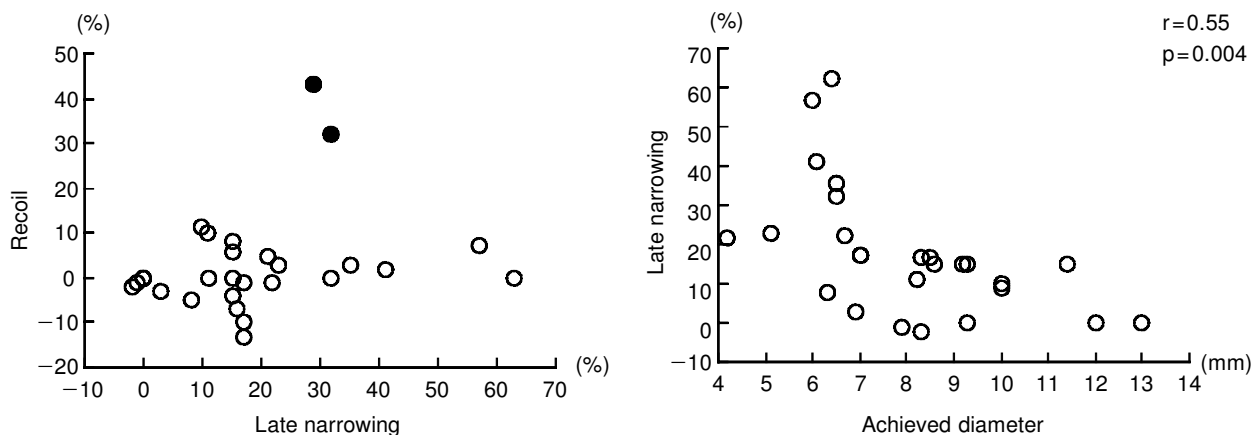 (%)
50
40
30
20
10
0
−10
−20
Recoil
−10 0 10 20 30 40 50 60 70
(%)
Late narrowing
(%)
r=0.55
p=0.004
70
60
50
40
30
20
10
0
−10
Late narrowing
4 5 6 7 8 9 10 11 12 13 14
(mm)
Achieved diameter